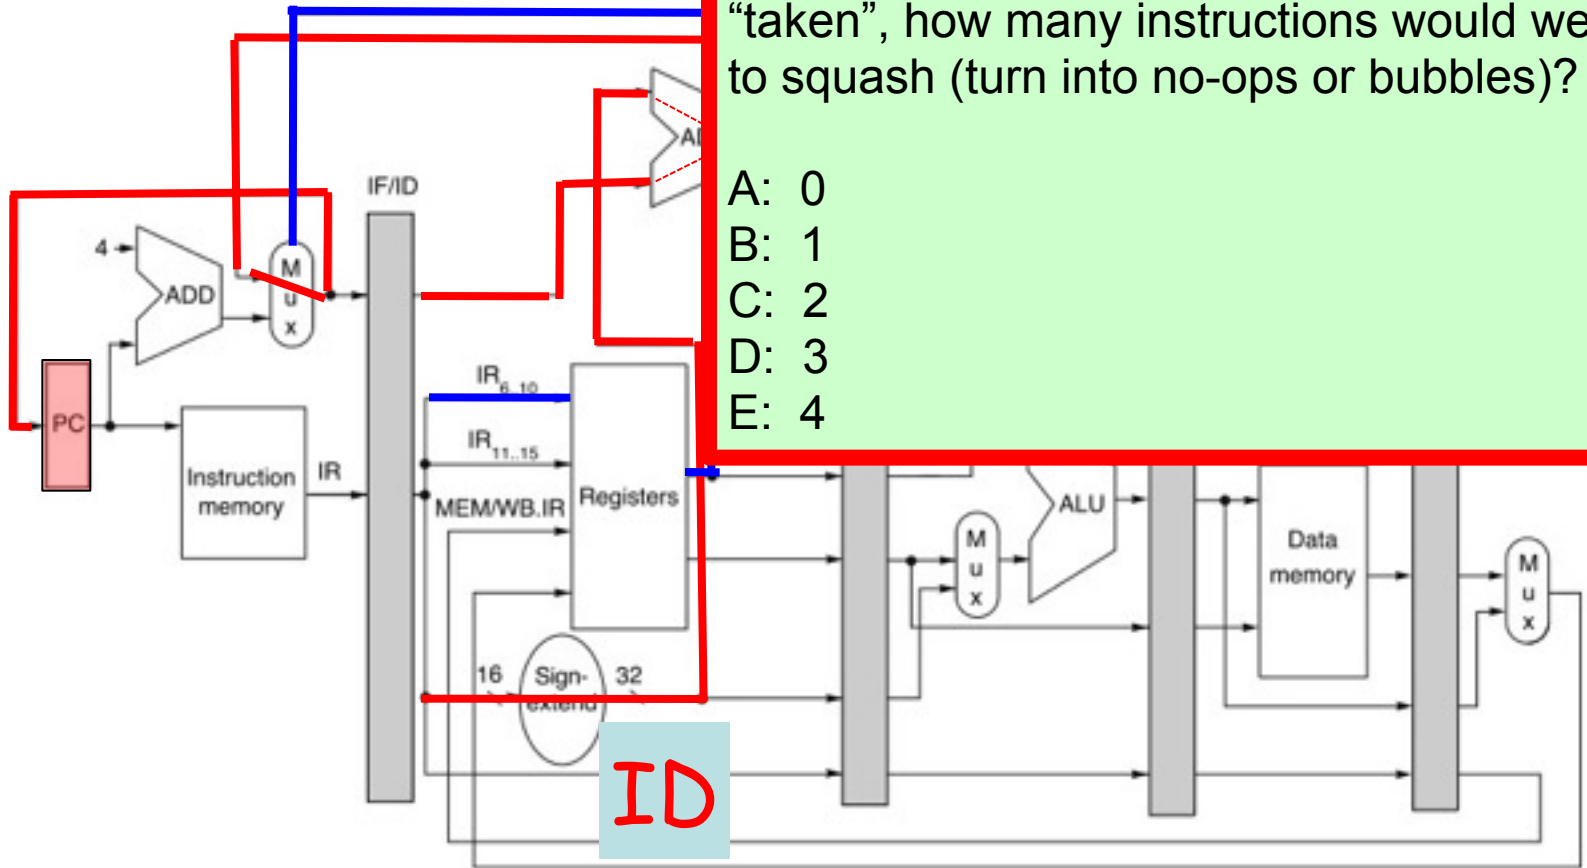 “taken”, how many instructions would we
to squash (turn into no-ops or bubbles)?
A: 0
B: 1
C: 2
D: 3
E: 4
IF/ID
4
ADD
M
u
x
PC
Instruction
memory
IR
IR6..10
IR11..15
MEM/WB.IR
Registers
16
Sign-
extend
32
ID
M
u
x
ALU
Data
memory
M
u
x